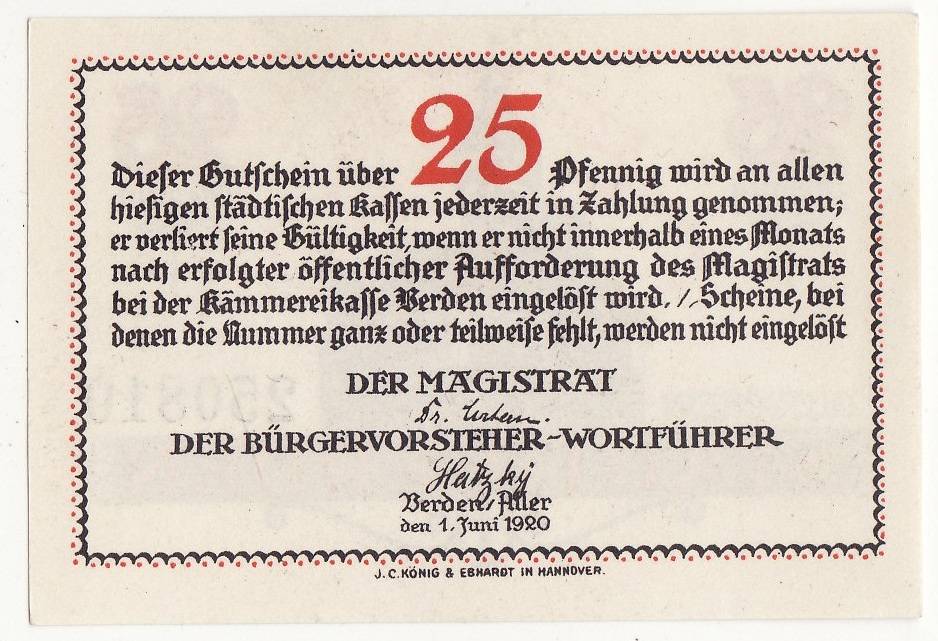 25
Dieser Gutschein über Pfennig wird an allen
hiesigen städtischen Kassen jederzeit in Zahlung genommen;
er verliert seine Gültigkeit, wenn er nicht innerhalb eines Monats
nach erfolgter öffentlicher Aufforderung des Magistrats
bei der Kämmereikasse Verden eingelöst wird. /. Scheine, bei
denen die Nummer ganz oder teilweise fehlt, werden nicht eingelöst
DER MAGISTRAT
Dr.
DER BÜRGERVORSTEHER-WORTFÜHRER
Hatzky
Verden/Aller
den 1. Juni 1920
J.C. KÖNIG & EBHARDT IN HANNOVER.